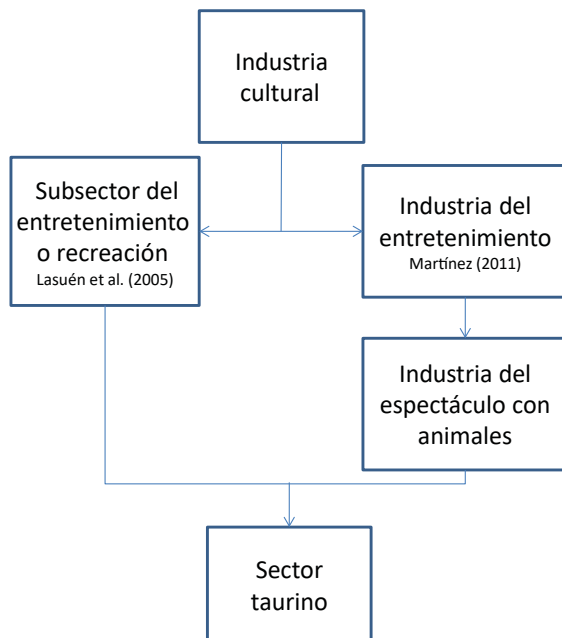 Industria
cultural
Subsector del
entretenimiento
o recreación
Lasuén et al. (2005)
Industria del
entretenimiento
Martínez (2011)
Industria del
espectáculo con
animales
Sector
taurino